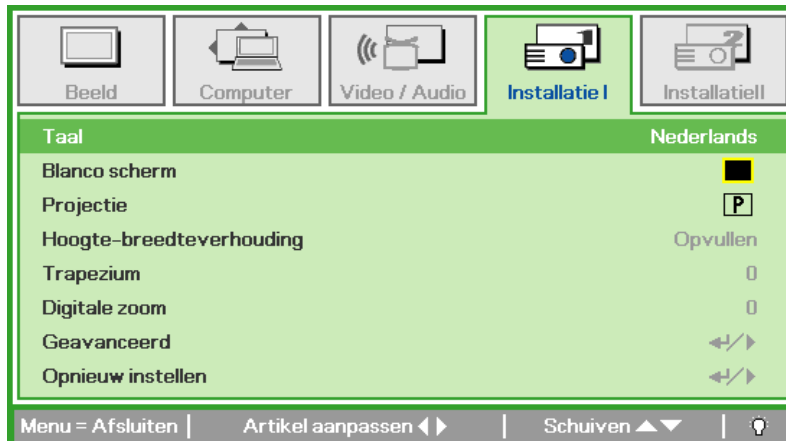 Beeld
Computer
Video / Audio
Installatie I
InstallatieII
Taal Nederlands
Blanco scherm
Projectie P
Hoogte-breedteverhouding Opvullen
Trapezium 0
Digitale zoom 0
Geavanceerd
Opnieuw instellen
Menu = Afsluiten | Artikel aanpassen | Schuiven |